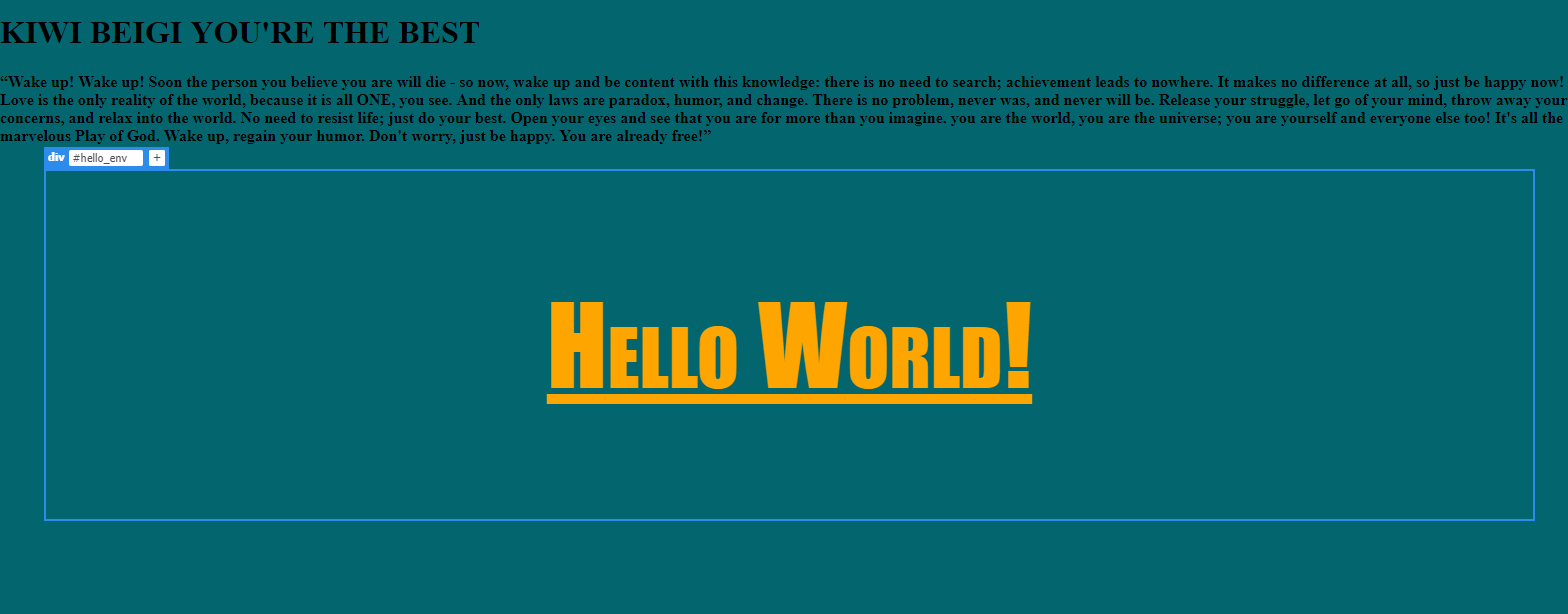 KIWI BEIGI YOU'RE THE BEST
“Wake up! Wake up! Soon the person you believe you are will die - so now, wake up and be content with this knowledge: there is no need to search; achievement leads to nowhere. It makes no difference at all, so just be happy now!
Love is the only reality of the world, because it is all ONE, you see. And the only laws are paradox, humor, and change. There is no problem, never was, and never will be. Release your struggle, let go of your mind, throw away your
concerns, and relax into the world. No need to resist life; just do your best. Open your eyes and see that you are for more than you imagine. you are the world, you are the universe; you are yourself and everyone else too! It's all the
marvelous Play of God. Wake up, regain your humor. Don't worry, just be happy. You are already free!”
div #hello_env +
Hello World!